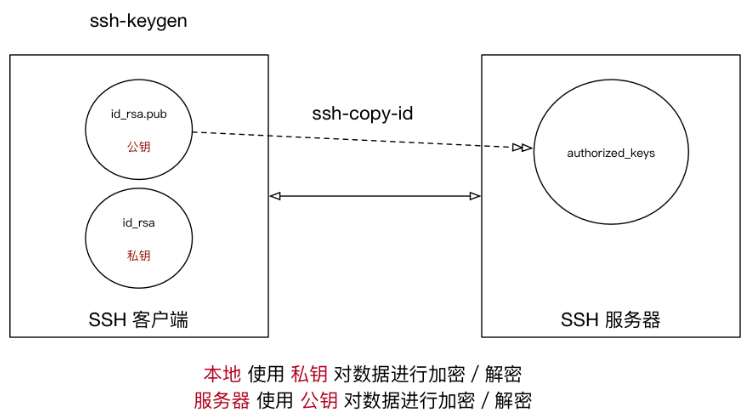 ssh-keygen
id_rsa.pub
公钥
ssh-copy-id
authorized_keys
id_rsa
私钥
SSH 客户端
SSH 服务器
本地 使用 私钥 对数据进行加密 / 解密
服务器 使用 公钥 对数据进行加密 / 解密